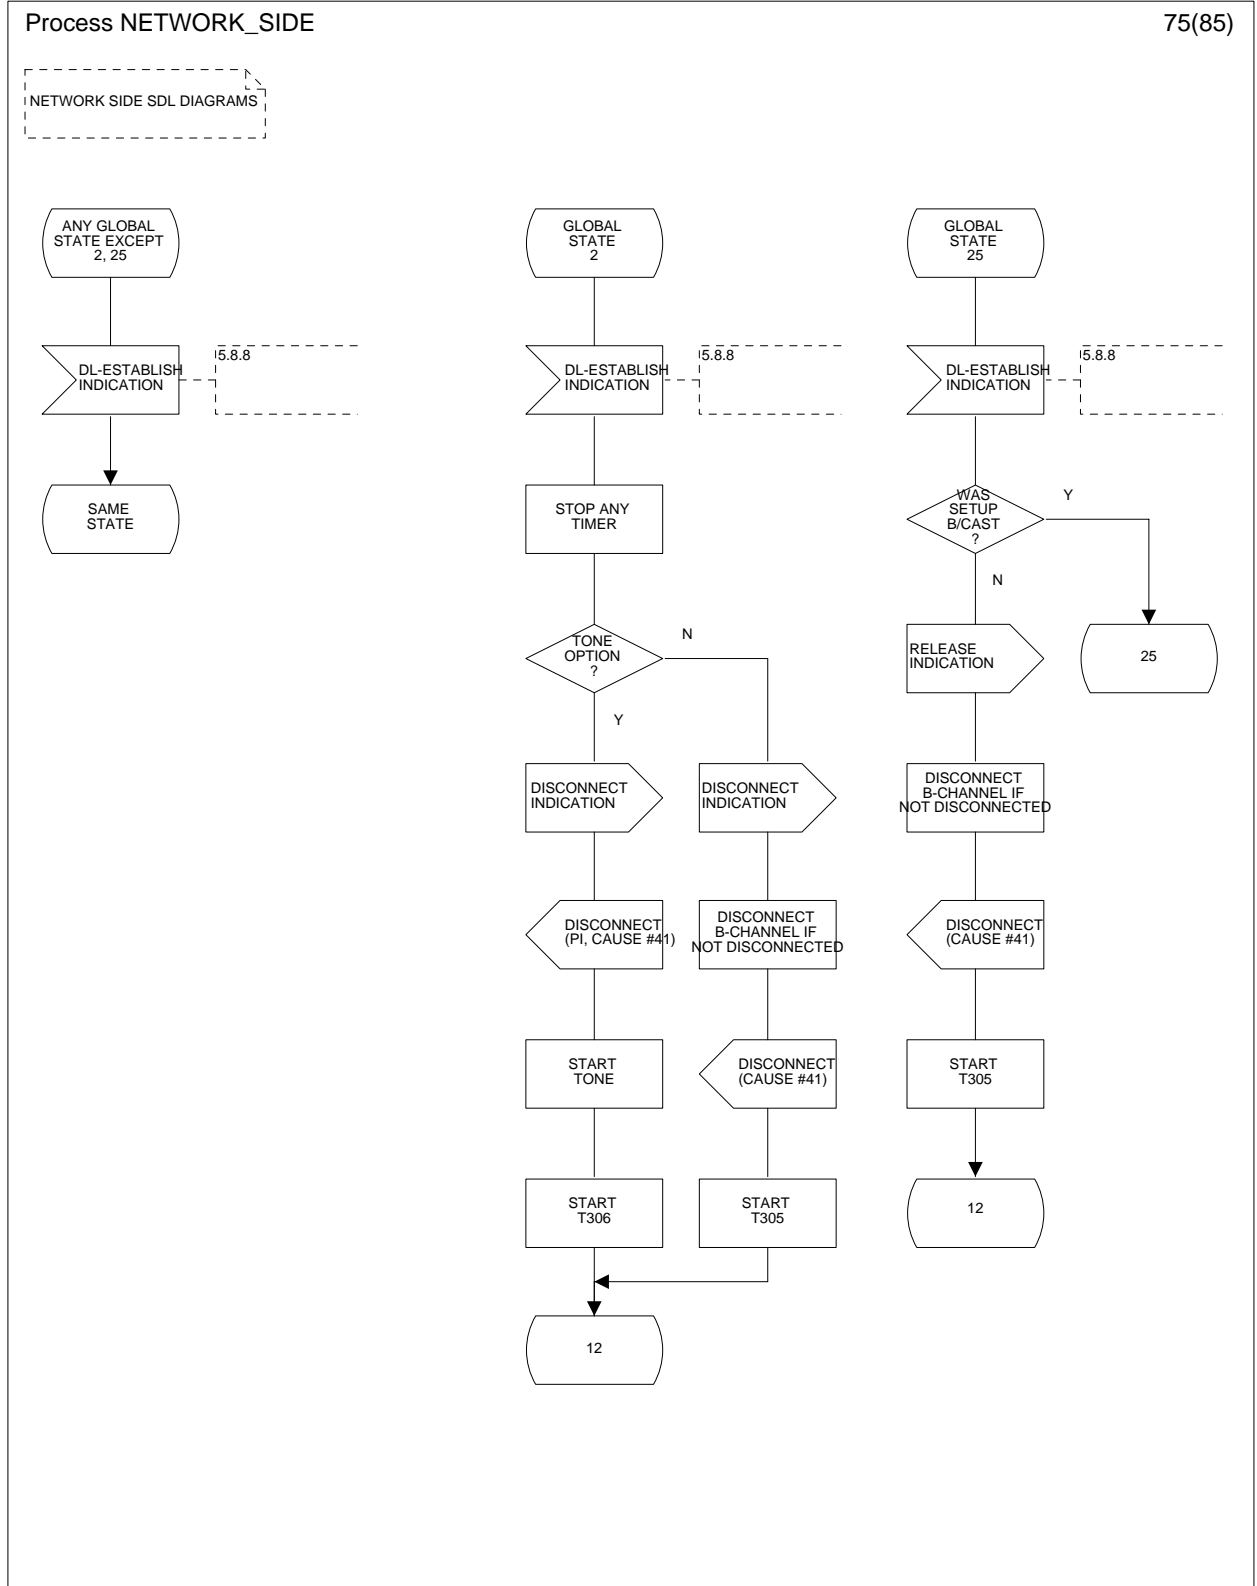 Process NETWORK_SIDE
75(85)
NETWORK SIDE SDL DIAGRAMS
ANY GLOBAL
STATE EXCEPT
2, 25
DL-ESTABLISH
INDICATION
5.8.8
SAME
STATE
GLOBAL
STATE
2
DL-ESTABLISH
INDICATION
5.8.8
STOP ANY
TIMER
TONE
OPTION
?
N
Y
DISCONNECT
INDICATION
DISCONNECT
(PI, CAUSE #41)
START
TONE
START
T306
DISCONNECT
INDICATION
DISCONNECT
B-CHANNEL IF
NOT DISCONNECTED
DISCONNECT
(CAUSE #41)
START
T305
12
GLOBAL
STATE
25
DL-ESTABLISH
INDICATION
5.8.8
WAS
SETUP
B/CAST
?
Y
N
25
RELEASE
INDICATION
DISCONNECT
B-CHANNEL IF
NOT DISCONNECTED
DISCONNECT
(CAUSE #41)
START
T305
12